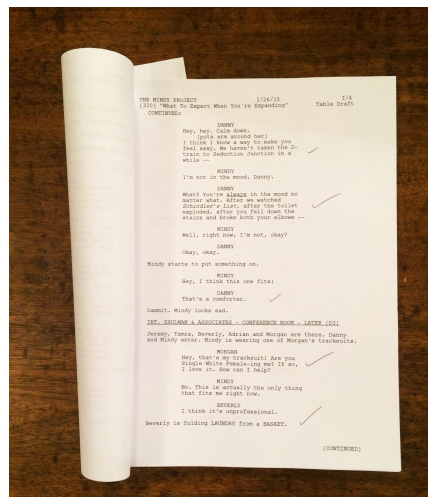 THE MINDY PROJECT 1/26/15 1/4
[320] "What To Expect When You're Expanding" Table Draft
CONTINUED:
DANNY
Hey, hey. Calm down.
(puts arm around her)
I think I know a way to make you
feel sexy. We haven't taken the D-
train to Seduction Junction in a
while --
MINDY
I'm not in the mood, Danny.
DANNY
What? You're always in the mood no
matter what. After we watched
Schindler's List, after the toilet
exploded, after you fell down the
stairs and broke both your elbows --
MINDY
Well, right now, I'm not, okay?
DANNY
Okay, okay.
Mindy starts to put something on.
MINDY
Hey, I think this one fits!
DANNY
That's a comforter.
Dammit. Mindy looks sad.
INT. SHULMAN & ASSOCIATES - CONFERENCE ROOM - LATER (D3)
Jeremy, Tamra, Beverly, Adrian and Morgan are there. Danny
and Mindy enter. Mindy is wearing one of Morgan's tracksuits.
MORGAN
Hey, that's my tracksuit! Are you
Single White Female-ing me? If so,
I love it. How can I help?
MINDY
No. This is actually the only thing
that fits me right now.
BEVERLY
I think it's unprofessional.
Beverly is folding LAUNDRY from a BASKET.
(CONTINUED)